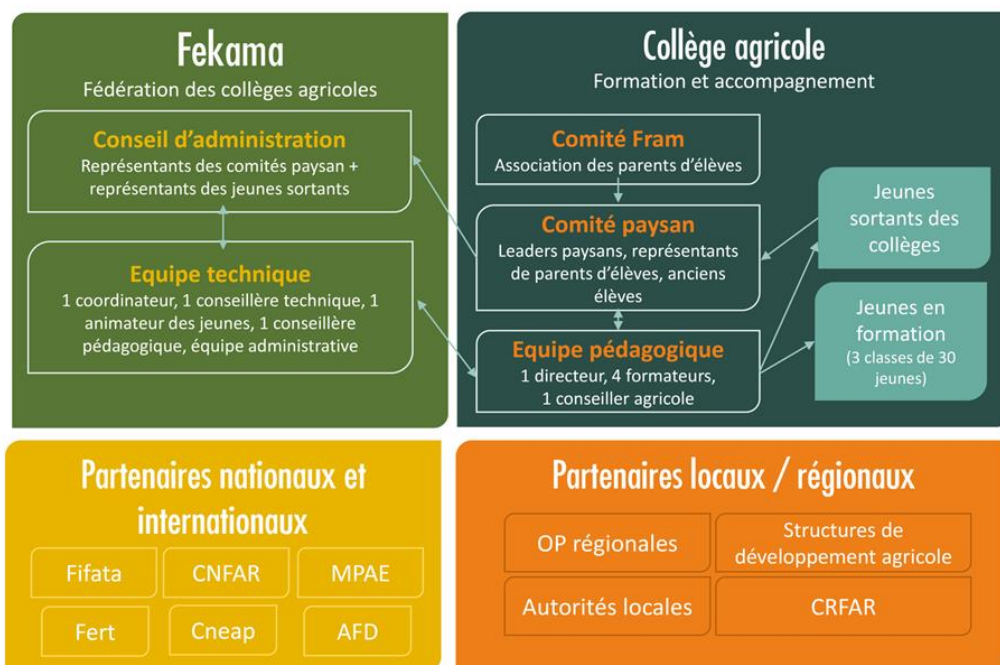 Fekama
Fédération des collèges agricoles
Conseil d’administration
Représentants des comités paysan +
représentants des jeunes sortants
Equipe technique
1 coordinateur, 1 conseillère technique, 1
animateur des jeunes, 1 conseillère
pédagogique, équipe administrative
Collège agricole
Formation et accompagnement
Comité Fram
Association des parents d’élèves
Comité paysan
Leaders paysans, représentants
de parents d’élèves, anciens
élèves
Equipe pédagogique
1 directeur, 4 formateurs,
1 conseiller agricole
Jeunes
sortants des
collèges
Jeunes en
formation
(3 classes de 30
jeunes)
Partenaires nationaux et
internationaux
Fifata
CNFAR
MPAE
Fert
Cneap
AFD
Partenaires locaux / régionaux
OP régionales
Structures de
développement agricole
Autorités locales
CRFAR